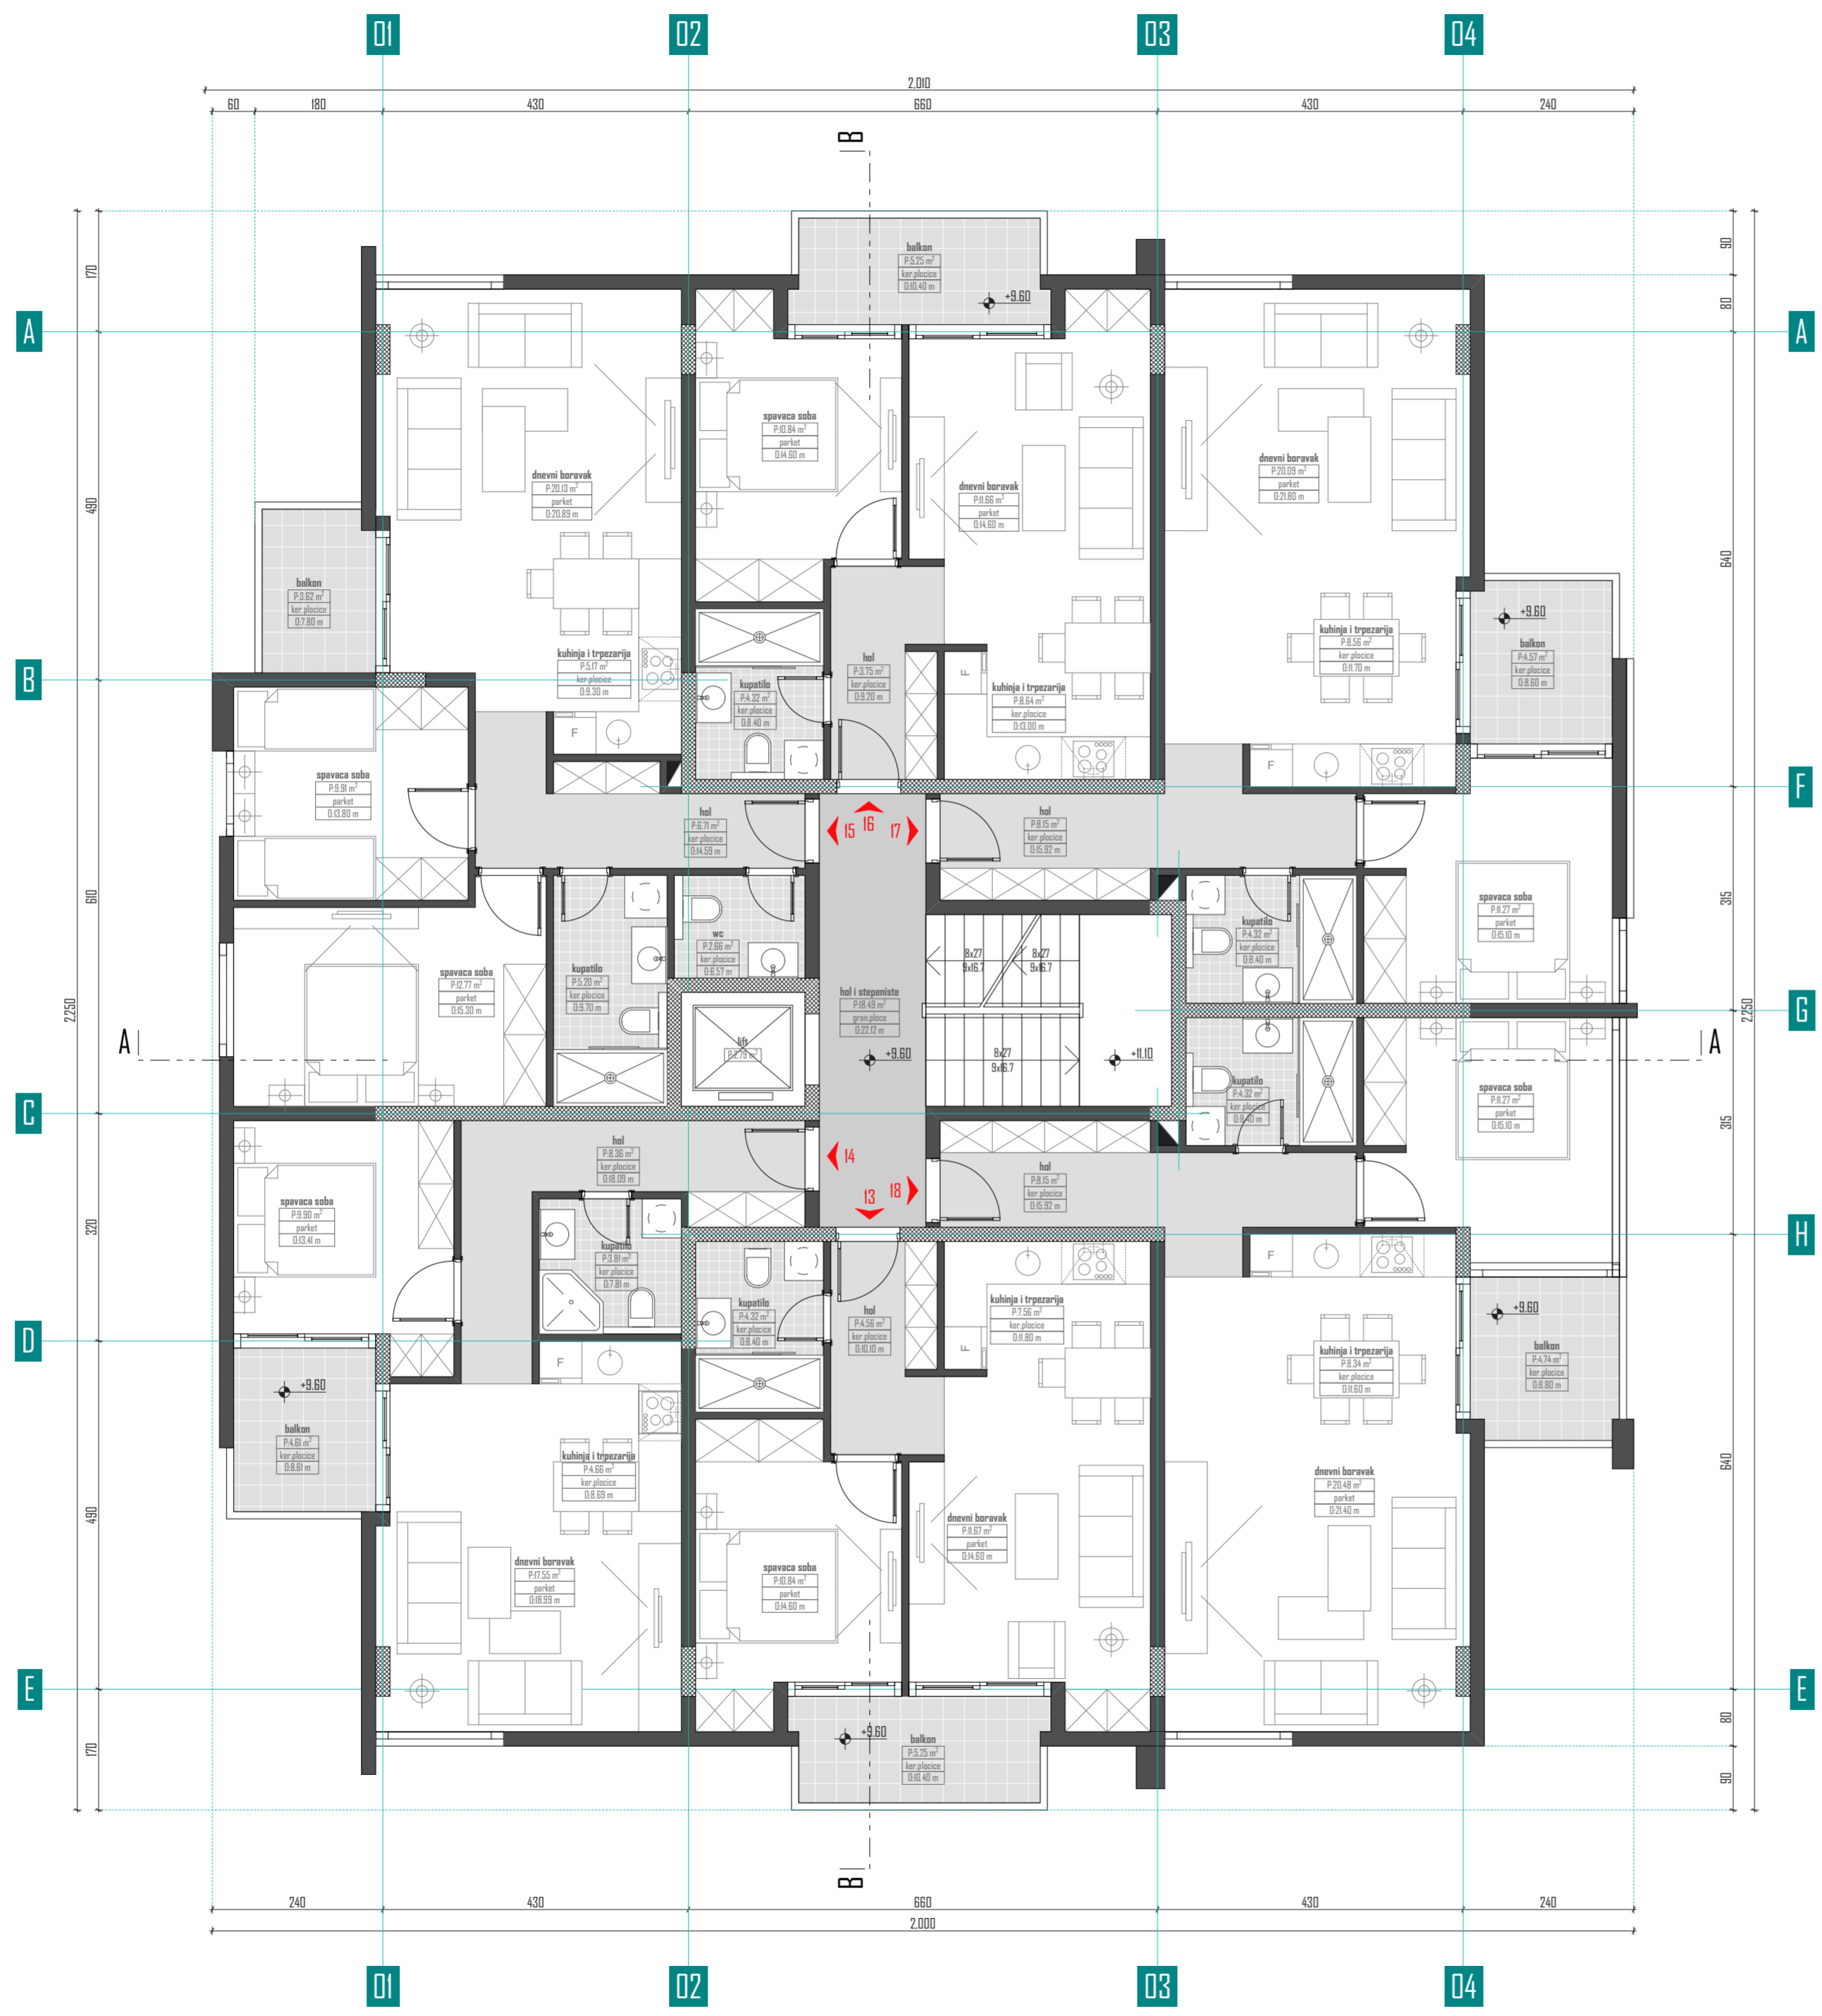 01 02 03 04
2,010
60 180 430 660 430 240
B
170
90
balkon
P:5.25 m²
ker.plocice
O:10.40 m
+9.60
80
A A
spavaca soba
P:10.84 m²
parket
O:14.60 m
dnevni boravak
P:20.13 m²
parket
O:20.89 m
dnevni boravak
P:11.66 m²
parket
O:14.60 m
dnevni boravak
P:20.09 m²
parket
O:21.80 m
490
640
balkon
P:3.62 m²
ker.plocice
O:7.80 m
kuhinja i trpezarija
P:5.17 m²
ker.plocice
O:9.30 m
F
kupatilo
P:4.32 m²
ker.plocice
O:8.40 m
hol
P:3.75 m²
ker.plocice
O:9.20 m
F
kuhinja i trpezarija
P:8.64 m²
ker.plocice
O:13.00 m
kuhinja i trpezarija
P:8.56 m²
ker.plocice
O:11.70 m
F
+9.60
balkon
P:4.57 m²
ker.plocice
O:8.60 m
B
F
spavaca soba
P:9.91 m²
parket
O:13.80 m
hol
P:6.71 m²
ker.plocice
O:14.59 m
15 16 17
hol
P:8.15 m²
ker.plocice
O:15.92 m
610
315
spavaca soba
P:12.77 m²
parket
O:15.30 m
kupatilo
P:5.20 m²
ker.plocice
O:9.70 m
wc
P:2.66 m²
ker.plocice
O:6.57 m
lift
P:2.79 m²
hol i stepeniste
P:18.49 m²
gran.ploce
O:22.12 m
+9.60
8x27
9x16.7
8x27
9x16.7
8x27
9x16.7
+11.10
kupatilo
P:4.32 m²
ker.plocice
O:8.40 m
spavaca soba
P:11.27 m²
parket
O:15.10 m
2,250
2,250
G
A A
kupatilo
P:4.32 m²
ker.plocice
O:8.40 m
spavaca soba
P:11.27 m²
parket
O:15.10 m
315
C
320
spavaca soba
P:9.90 m²
parket
O:13.41 m
hol
P:8.36 m²
ker.plocice
O:18.09 m
14
13 18
hol
P:8.15 m²
ker.plocice
O:15.92 m
H
kupatilo
P:3.81 m²
ker.plocice
O:7.81 m
kupatilo
P:4.32 m²
ker.plocice
O:8.40 m
hol
P:4.56 m²
ker.plocice
O:10.10 m
F
kuhinja i trpezarija
P:7.56 m²
ker.plocice
O:11.80 m
F
kuhinja i trpezarija
P:8.34 m²
ker.plocice
O:11.60 m
+9.60
balkon
P:4.74 m²
ker.plocice
O:8.80 m
D
+9.60
balkon
P:4.61 m²
ker.plocice
O:8.61 m
F
kuhinja i trpezarija
P:4.66 m²
ker.plocice
O:8.69 m
490
640
dnevni boravak
P:17.55 m²
parket
O:18.99 m
spavaca soba
P:10.84 m²
parket
O:14.60 m
dnevni boravak
P:11.67 m²
parket
O:14.60 m
dnevni boravak
P:20.48 m²
parket
O:21.40 m
E E
170
80
+9.60
balkon
P:5.25 m²
ker.plocice
O:10.40 m
90
B
240 430 660 430 240
2,000
01 02 03 04